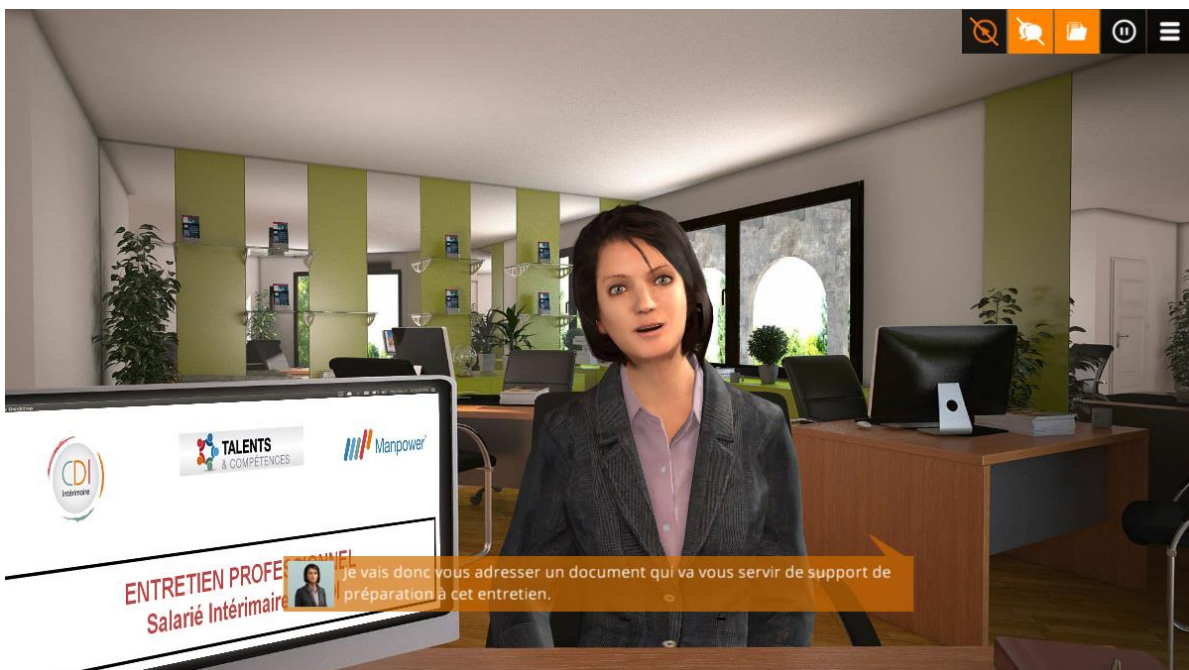 CDI
Intérimaire
TALENTS
& COMPÉTENCES
Manpower
ENTRETIEN PROFESSIONNEL
Salarié Intérimaire
je vais donc vous adresser un document qui va vous servir de support de
préparation à cet entretien.